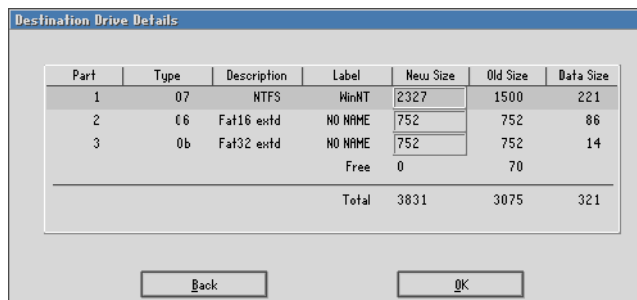 Destination Drive Details
Part Type Description Label New Size Old Size Data Size
1 07 NTFS WinNT 2327 1500 221
2 06 Fat16 extd NO NAME 752 752 86
3 0b Fat32 extd NO NAME 752 752 14
Free 0 70
Total 3831 3075 321
Back OK